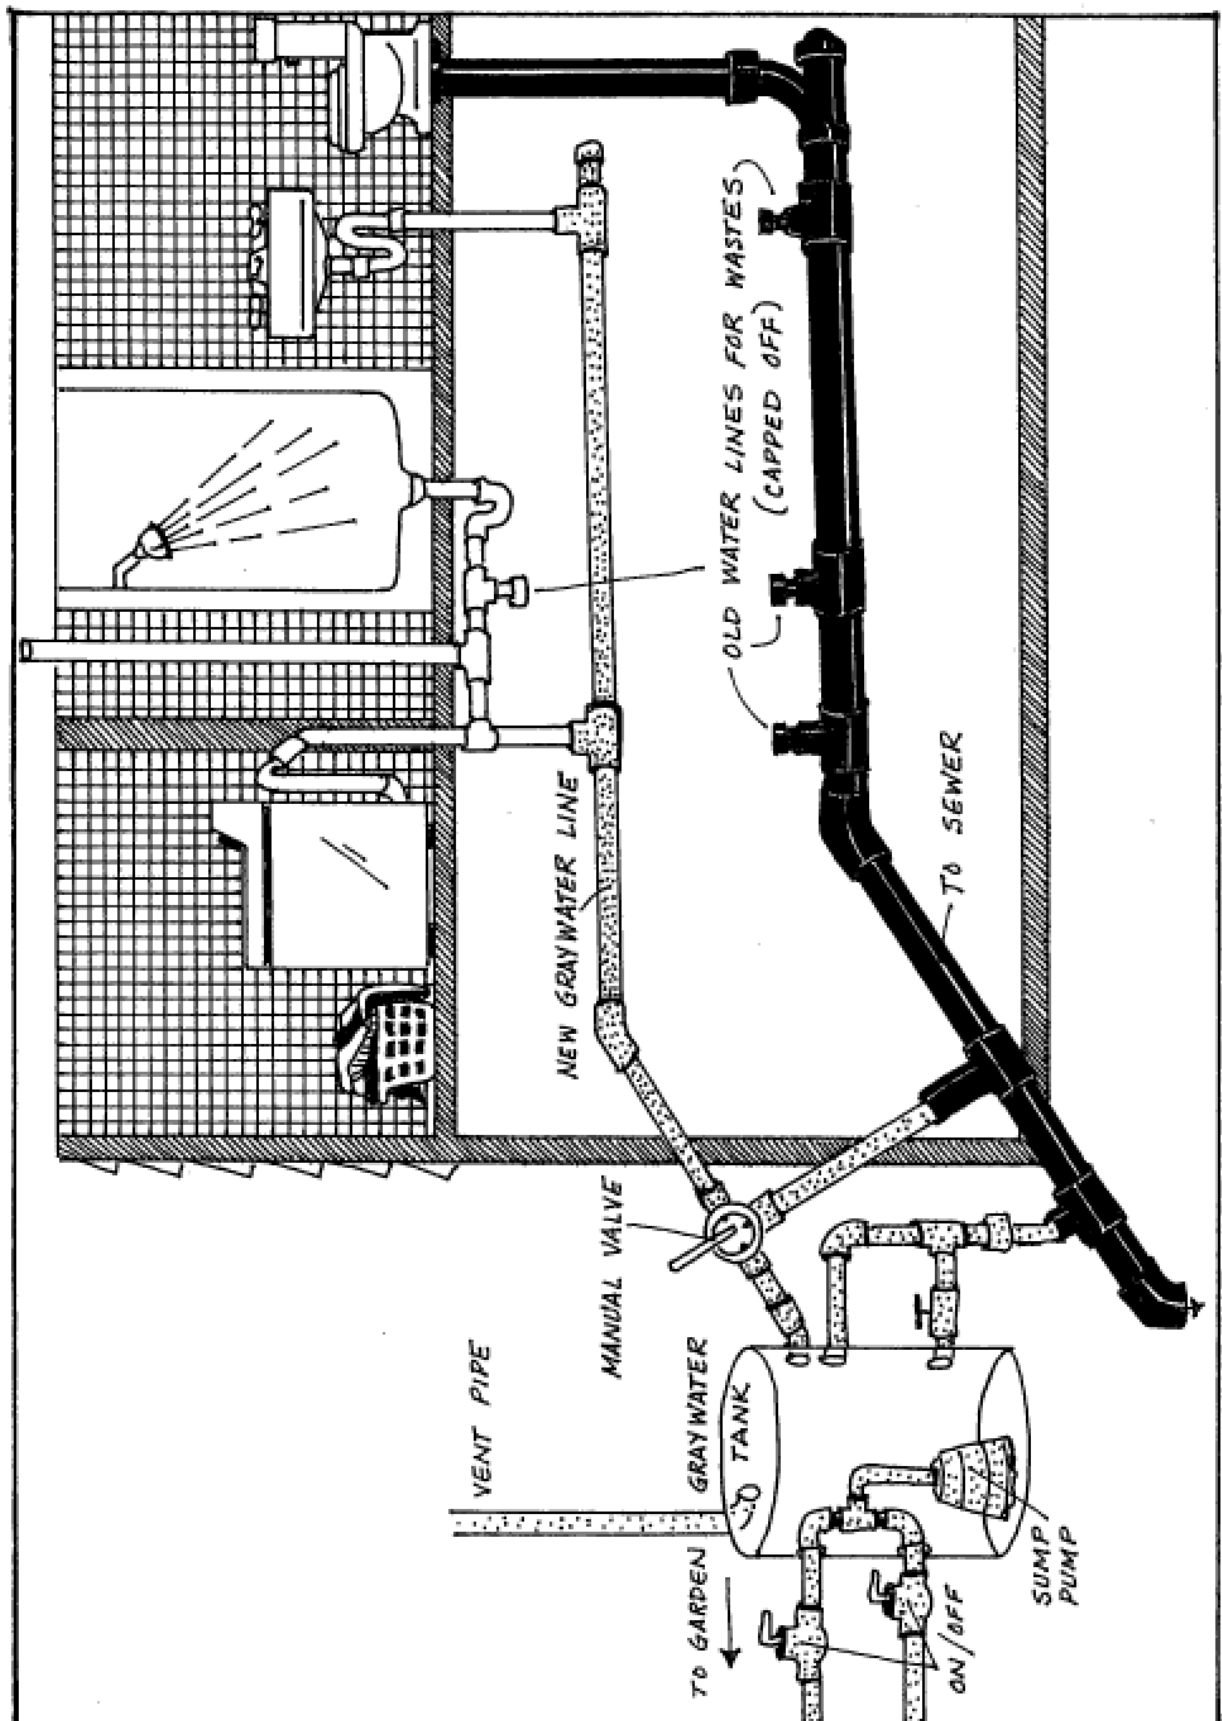 OLD WATER LINES FOR WASTES
(CAPPED OFF)
NEW GRAYWATER LINE
TO SEWER
MANUAL VALVE
VENT PIPE
GRAYWATER
TANK
TO GARDEN
ON/OFF
SUMP
PUMP